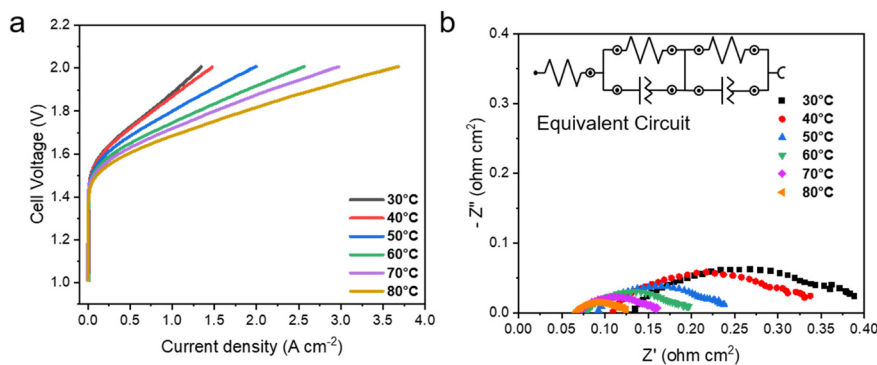 a
2.2
2.0
1.8
1.6
1.4
1.2
1.0
Cell Voltage (V)
30°C
40°C
50°C
60°C
70°C
80°C
0.0 0.5 1.0 1.5 2.0 2.5 3.0 3.5 4.0
Current density (A cm⁻²)
b
0.4
0.3
0.2
0.1
0.0
- Z" (ohm cm²)
Equivalent Circuit
30°C
40°C
50°C
60°C
70°C
80°C
0.00 0.05 0.10 0.15 0.20 0.25 0.30 0.35 0.40
Z' (ohm cm²)